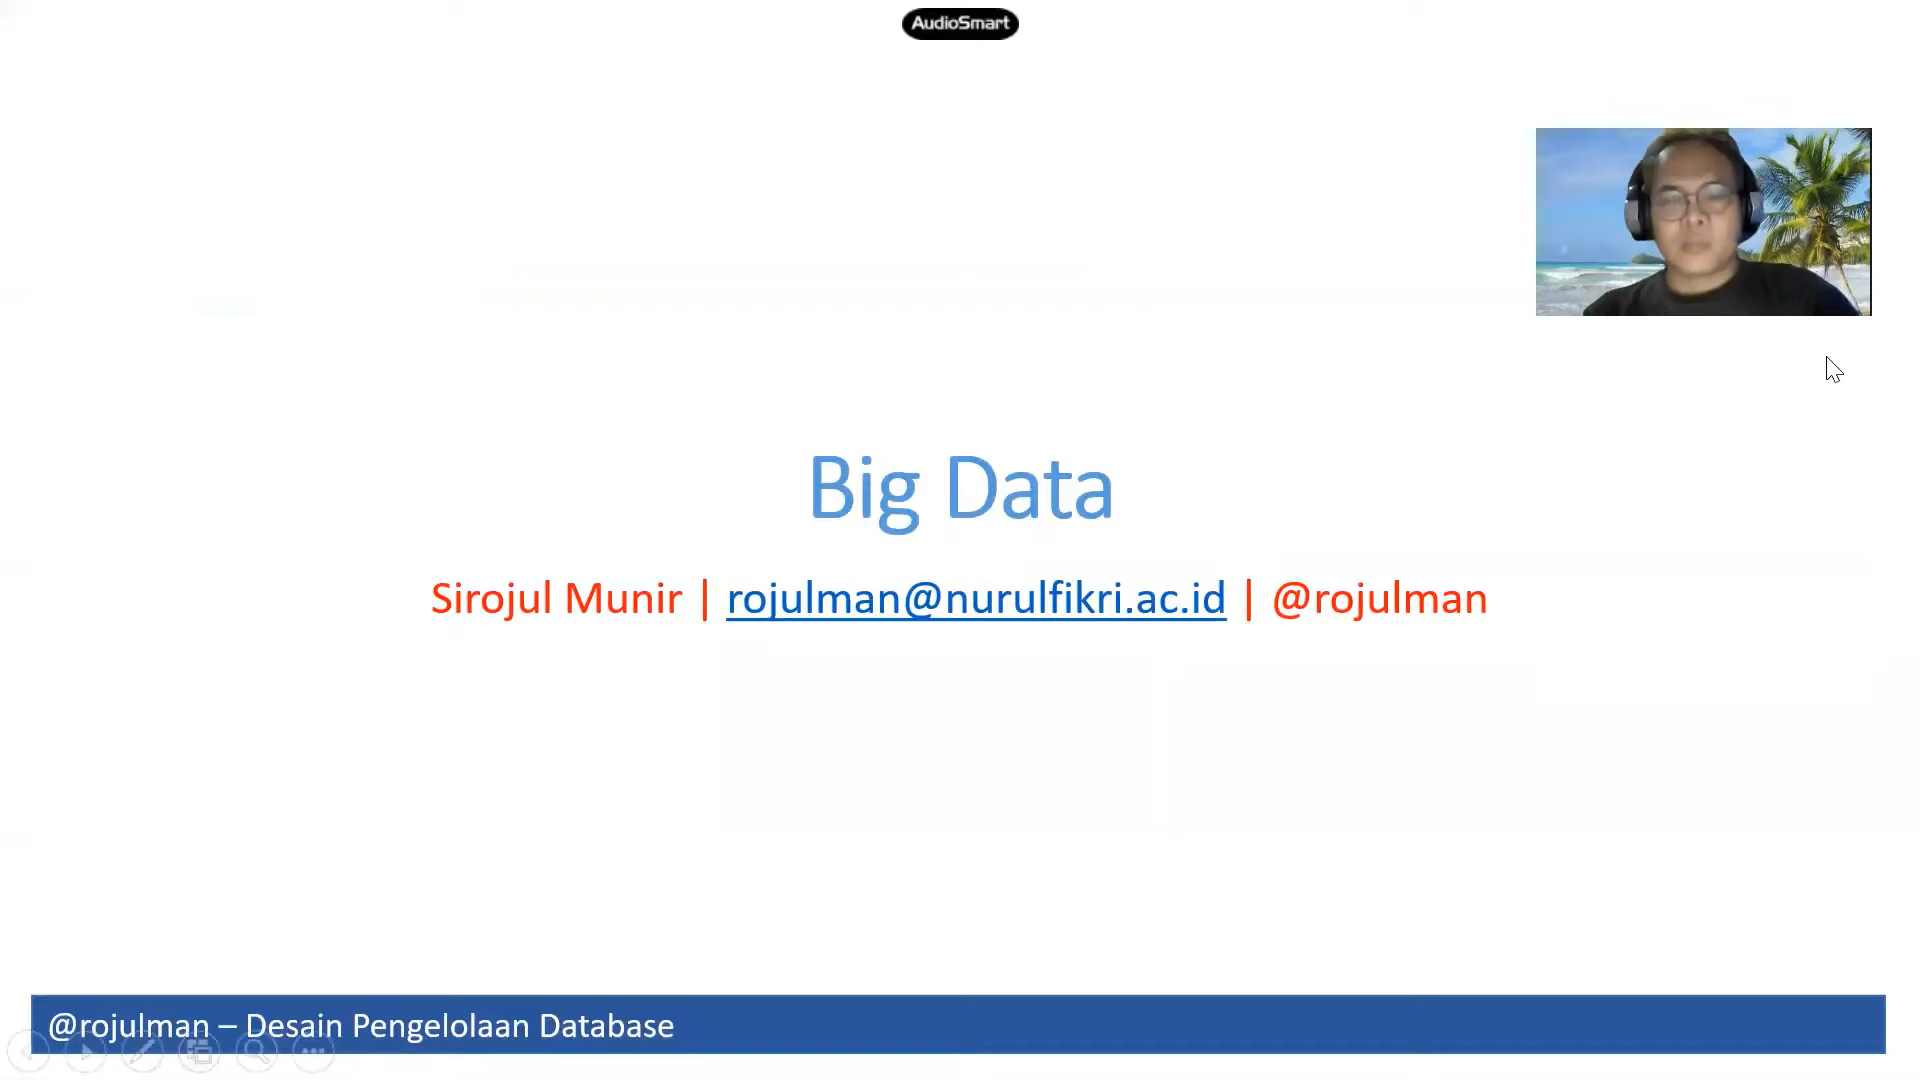 AudioSmart
Big Data
Sirojul Munir | rojulman@nurulfikri.ac.id | @rojulman
@rojulman – Desain Pengelolaan Database